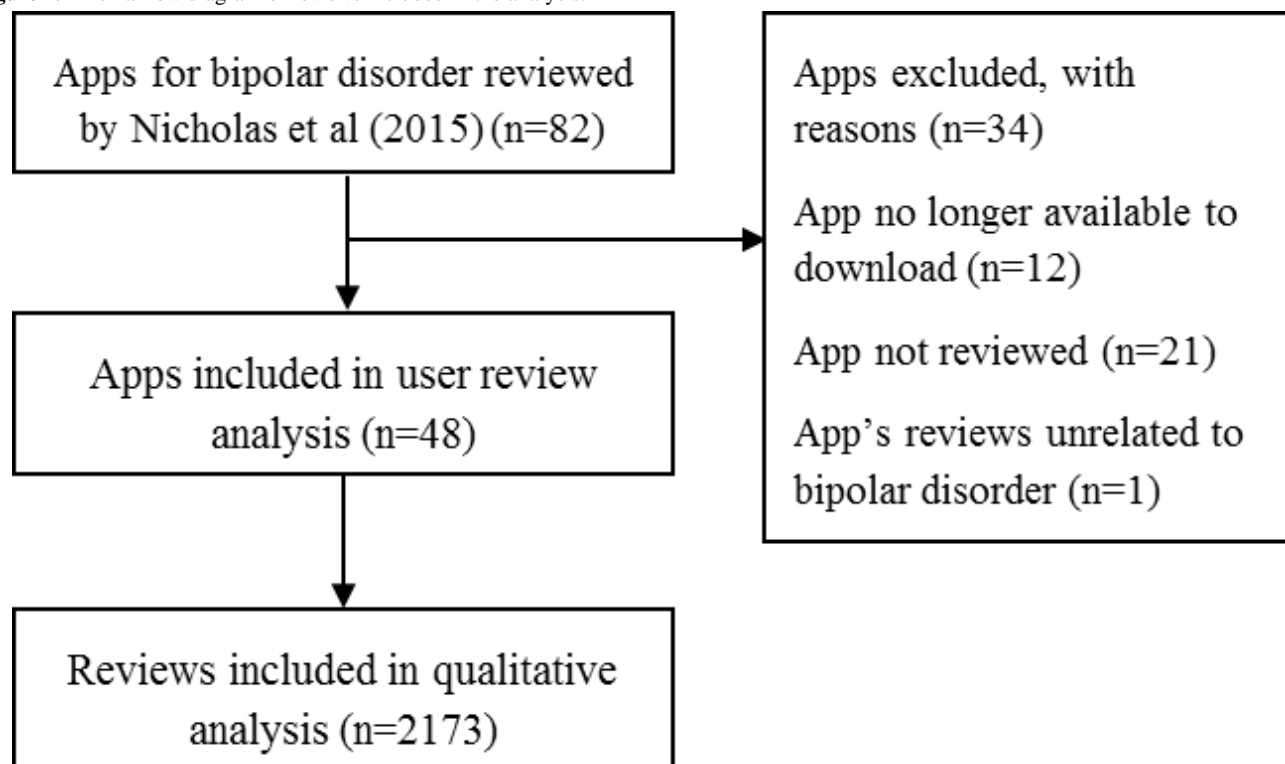 Apps for bipolar disorder reviewed
by Nicholas et al (2015) (n=82)
Apps excluded, with
reasons (n=34)
App no longer available to
download (n=12)
App not reviewed (n=21)
App’s reviews unrelated to
bipolar disorder (n=1)
Apps included in user review
analysis (n=48)
Reviews included in qualitative
analysis (n=2173)